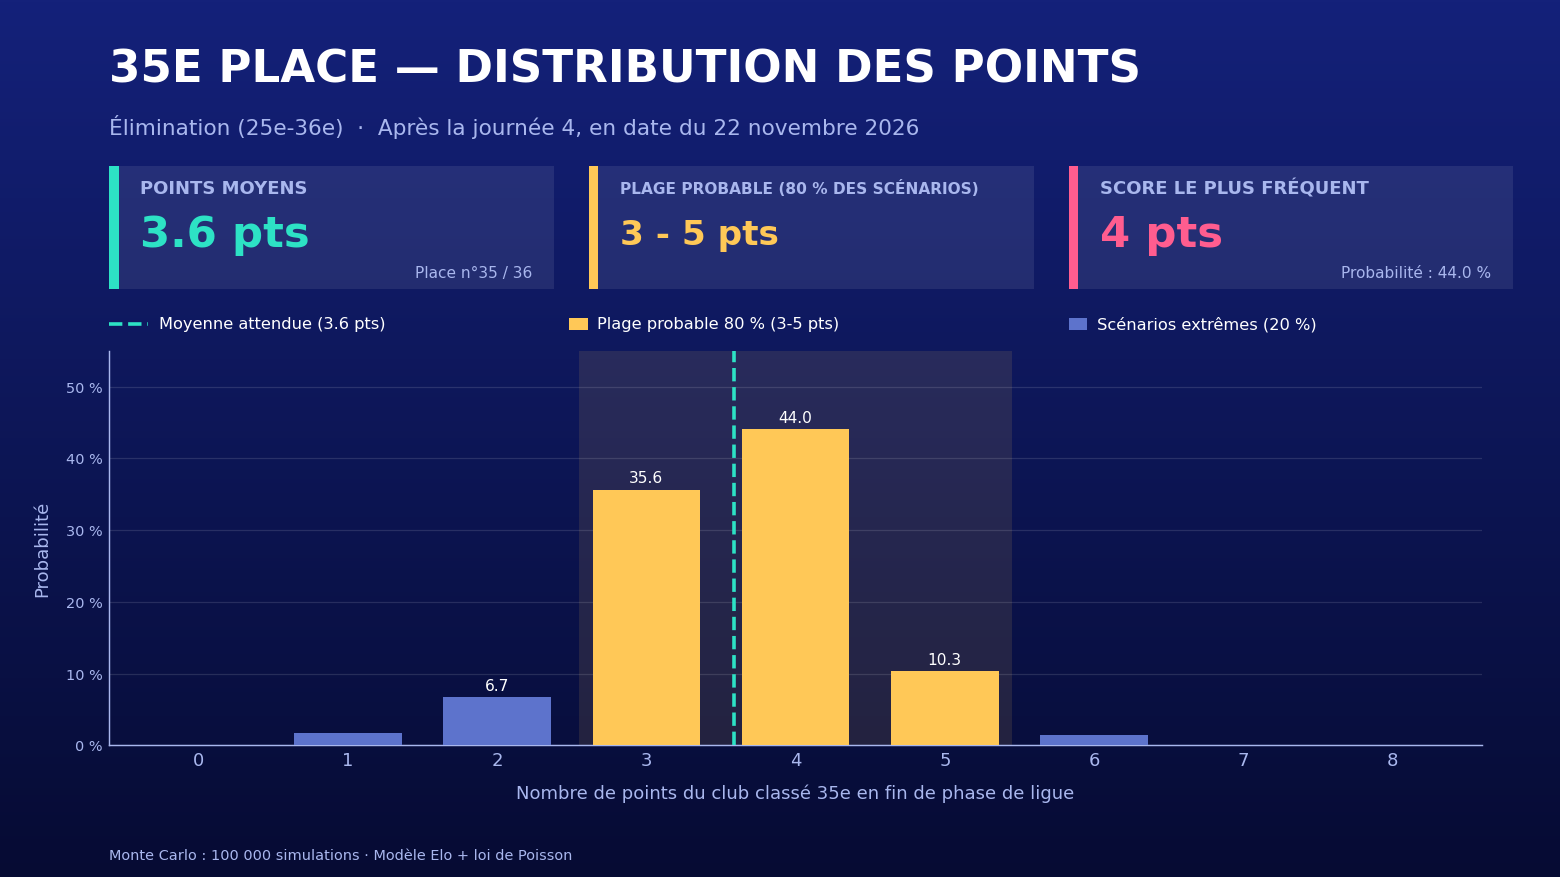 35E PLACE — DISTRIBUTION DES POINTS
Élimination (25e-36e)  ·  Après la journée 4, en date du 22 novembre 2026
POINTS MOYENS
3.6 pts
Place n°35 / 36
PLAGE PROBABLE (80 % DES SCÉNARIOS)
3 - 5 pts
SCORE LE PLUS FRÉQUENT
4 pts
Probabilité : 44.0 %
Moyenne attendue (3.6 pts)
Plage probable 80 % (3-5 pts)
Scénarios extrêmes (20 %)
Probabilité
50 %
40 %
30 %
20 %
10 %
0 %
6.7
35.6
44.0
10.3
0 1 2 3 4 5 6 7 8
Nombre de points du club classé 35e en fin de phase de ligue
Monte Carlo : 100 000 simulations · Modèle Elo + loi de Poisson